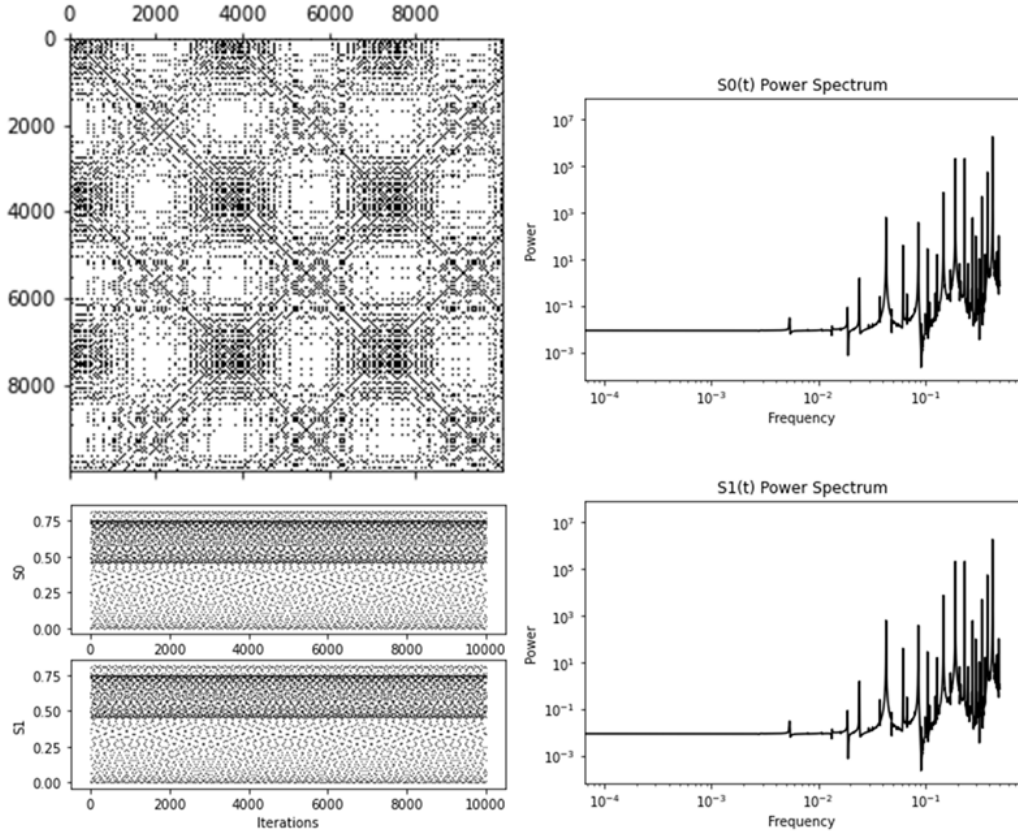 0 2000 4000 6000 8000
0
2000
4000
6000
8000
S0(t) Power Spectrum
10⁷
10⁵
10³
10¹
10⁻¹
10⁻³
Power
10⁻⁴ 10⁻³ 10⁻² 10⁻¹
Frequency
0.75
0.50
0.25
0.00
S0
0 2000 4000 6000 8000 10000
0.75
0.50
0.25
0.00
S1
0 2000 4000 6000 8000 10000
Iterations
S1(t) Power Spectrum
10⁷
10⁵
10³
10¹
10⁻¹
10⁻³
Power
10⁻⁴ 10⁻³ 10⁻² 10⁻¹
Frequency